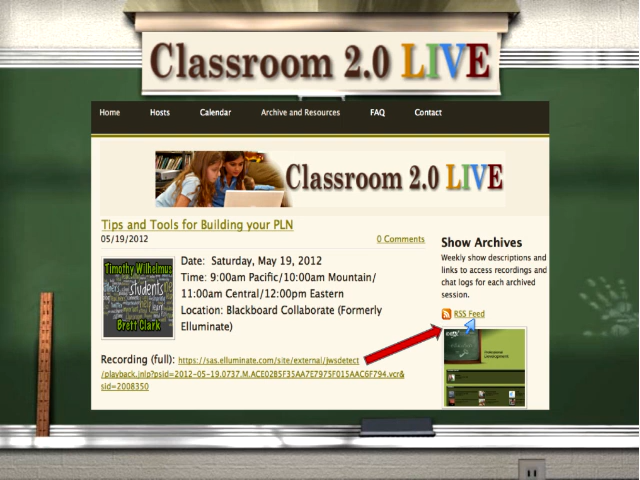 Classroom 2.0 LIVE
Home Hosts Calendar Archive and Resources FAQ Contact
Classroom 2.0 LIVE
Tips and Tools for Building your PLN
05/19/2012
0 Comments
Timothy Wilhelmus
students
Brett Clark
Date: Saturday, May 19, 2012
Time: 9:00am Pacific/10:00am Mountain/
11:00am Central/12:00pm Eastern
Location: Blackboard Collaborate (Formerly
Elluminate)
Recording (full): https://sas.elluminate.com/site/external/jwsdetect
/playback.jnlp?psid=2012-05-19.0737.M.ACE0285F35AA7E7975F015AAC6F794.vcr&
sid=2008350
Show Archives
Weekly show descriptions and
links to access recordings and
chat logs for each archived
session.
RSS Feed